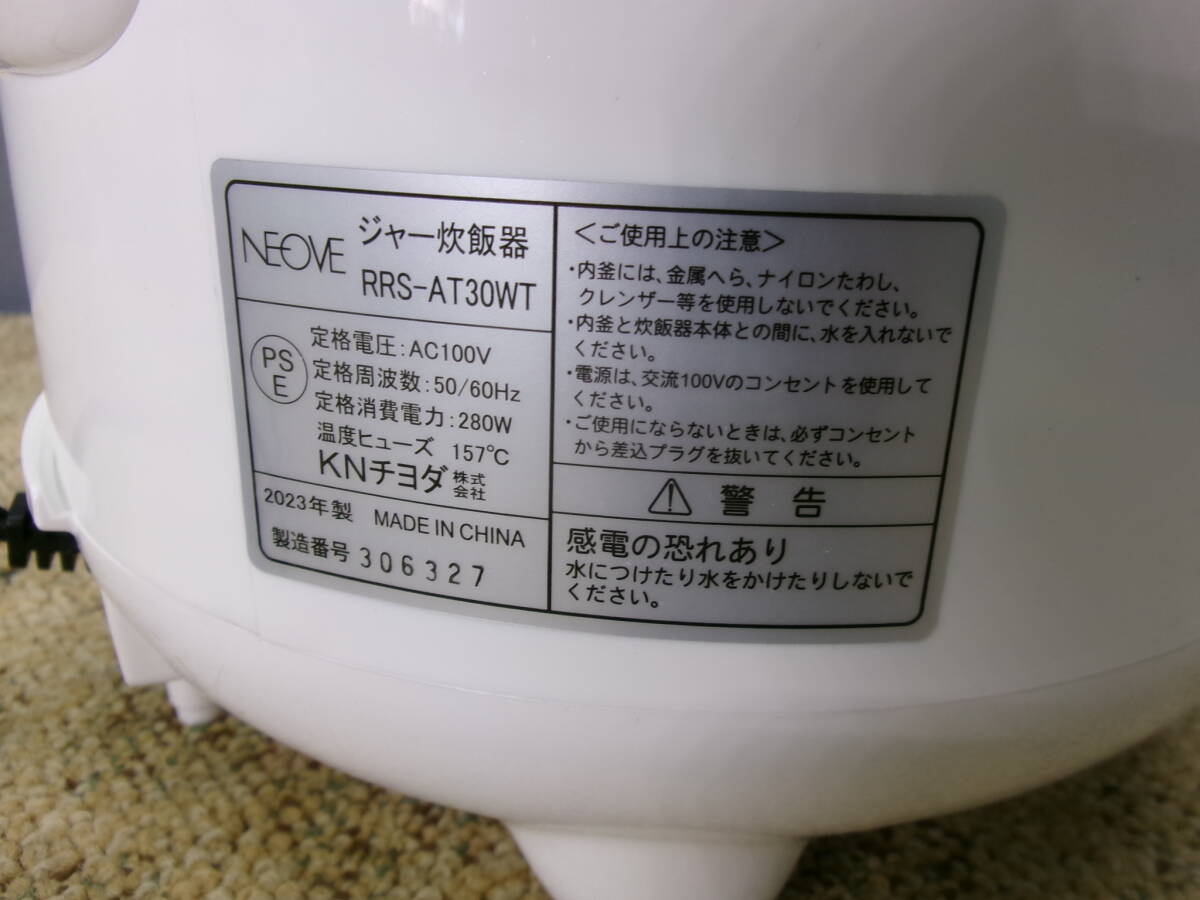 NEOVE
ジャー炊飯器
RRS-AT30WT
PS
E
定格電圧:AC100V
定格周波数:50/60Hz
定格消費電力:280W
温度ヒューズ 157℃
KNチヨダ株式会社
2023年製 MADE IN CHINA
製造番号 306327
＜ご使用上の注意＞
・内釜には、金属へら、ナイロンたわし、
クレンザー等を使用しないでください。
・内釜と炊飯器本体との間に、水を入れないで
ください。
・電源は、交流100Vのコンセントを使用して
ください。
・ご使用にならないときは、必ずコンセント
から差込プラグを抜いてください。
警告
感電の恐れあり
水につけたり水をかけたりしないで
ください。